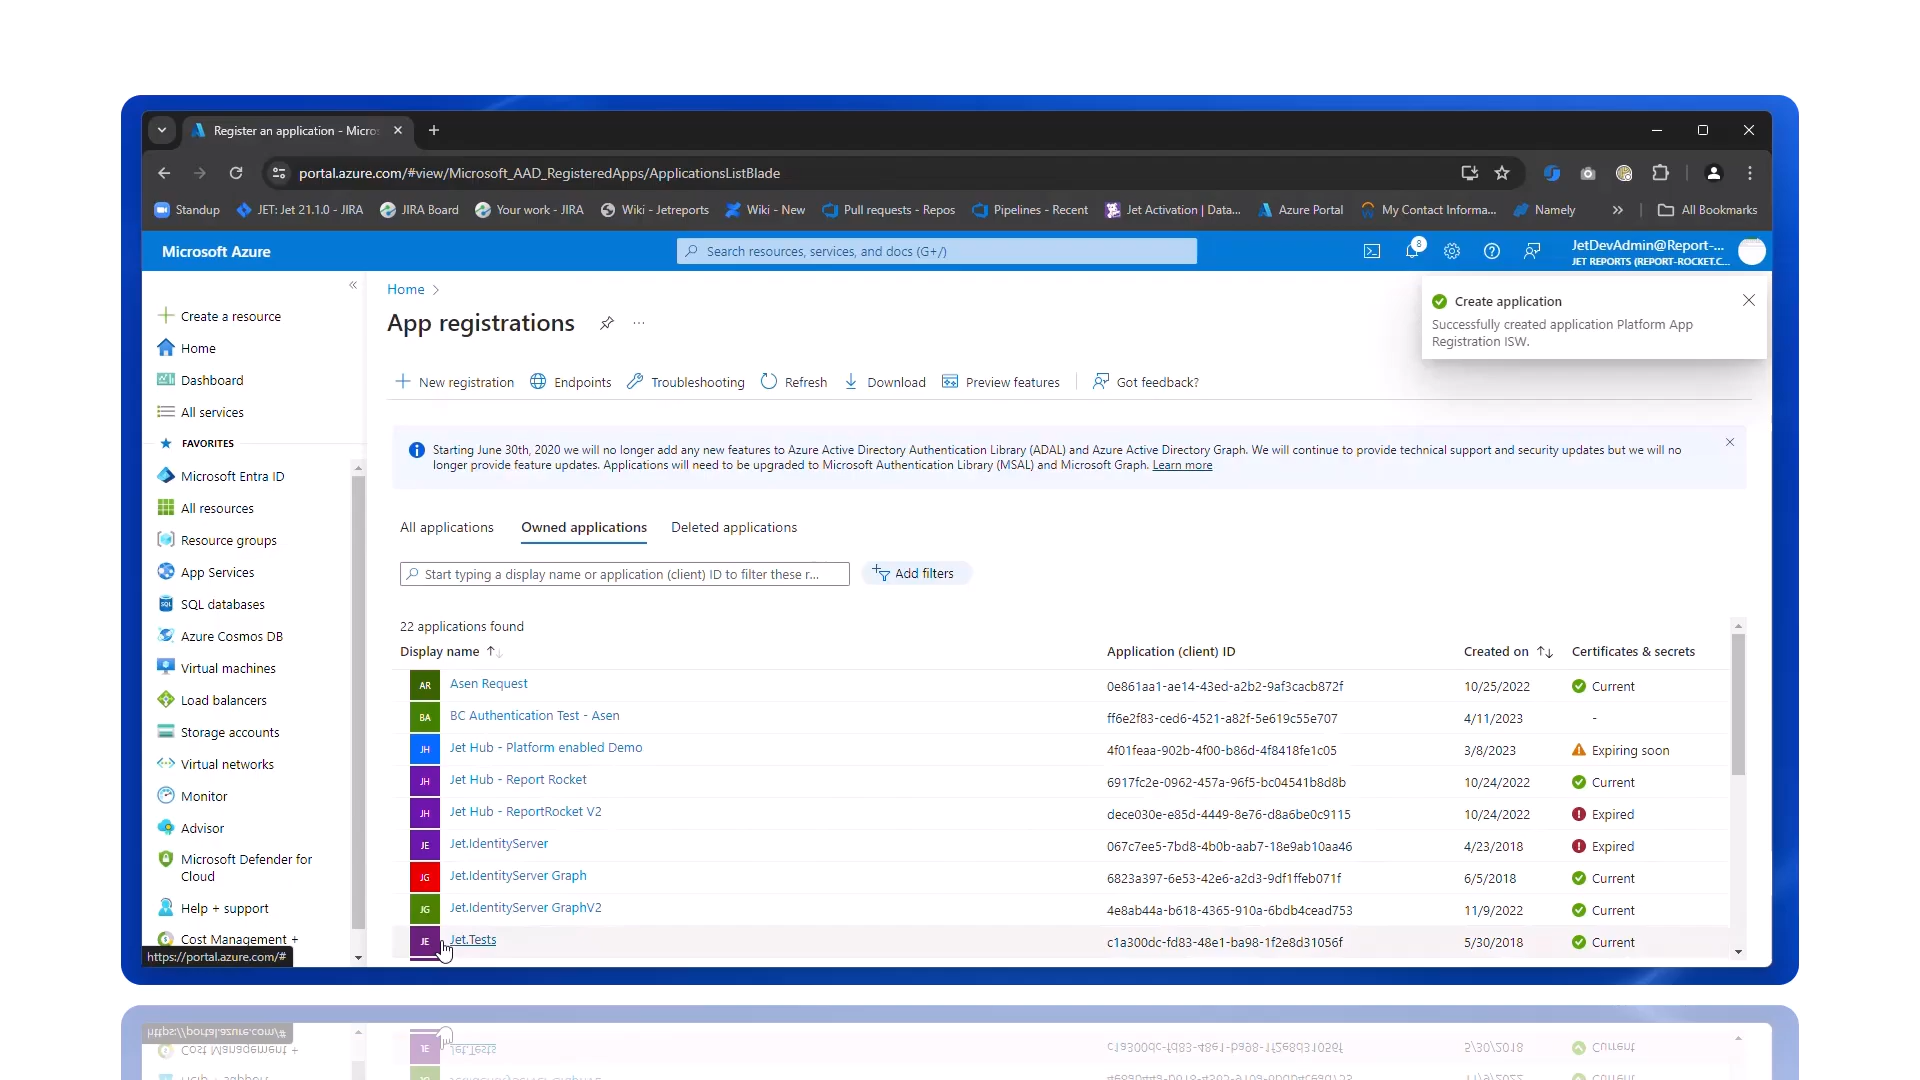 Register an application - Micro
portal.azure.com/#view/Microsoft_AAD_RegisteredApps/ApplicationsListBlade
Standup
JET: Jet 21.1.0 - JIRA
JIRA Board
Your work - JIRA
Wiki - Jetreports
Wiki - New
Pull requests - Repos
Pipelines - Recent
Jet Activation | Data...
Azure Portal
My Contact Informa...
Namely
All Bookmarks
Microsoft Azure
Search resources, services, and docs (G+/)
8
JetDevAdmin@Report-...
JET REPORTS (REPORT-ROCKET.C...
Create a resource
Home
Dashboard
All services
FAVORITES
Microsoft Entra ID
All resources
Resource groups
App Services
SQL databases
Azure Cosmos DB
Virtual machines
Load balancers
Storage accounts
Virtual networks
Monitor
Advisor
Microsoft Defender for
Cloud
Help + support
Cost Management +
https://portal.azure.com/#
Home
App registrations
Create application
Successfully created application Platform App
Registration ISW.
New registration
Endpoints
Troubleshooting
Refresh
Download
Preview features
Got feedback?
Starting June 30th, 2020 we will no longer add any new features to Azure Active Directory Authentication Library (ADAL) and Azure Active Directory Graph. We will continue to provide technical support and security updates but we will no
longer provide feature updates. Applications will need to be upgraded to Microsoft Authentication Library (MSAL) and Microsoft Graph. Learn more
All applications
Owned applications
Deleted applications
Start typing a display name or application (client) ID to filter these r...
Add filters
22 applications found
Display name
Application (client) ID
Created on
Certificates & secrets
AR Asen Request 0e861aa1-ae14-43ed-a2b2-9af3cacb872f 10/25/2022 Current
BA BC Authentication Test - Asen ff6e2f83-ced6-4521-a82f-5e619c55e707 4/11/2023 -
JH Jet Hub - Platform enabled Demo 4f01feaa-902b-4f00-b86d-4f8418fe1c05 3/8/2023 Expiring soon
JH Jet Hub - Report Rocket 6917fc2e-0962-457a-96f5-bc04541b8d8b 10/24/2022 Current
JH Jet Hub - ReportRocket V2 dece030e-e85d-4449-8e76-d8a6be0c9115 10/24/2022 Expired
JE Jet.IdentityServer 067c7ee5-7bd8-4b0b-aab7-18e9ab10aa46 4/23/2018 Expired
JG Jet.IdentityServer Graph 6823a397-6e53-42e6-a2d3-9df1ffeb071f 6/5/2018 Current
JG Jet.IdentityServer GraphV2 4e8ab44a-b618-4365-910a-6bdb4cead753 11/9/2022 Current
JE Jet.Tests c1a300dc-fd83-48e1-ba98-1f2e8d31056f 5/30/2018 Current